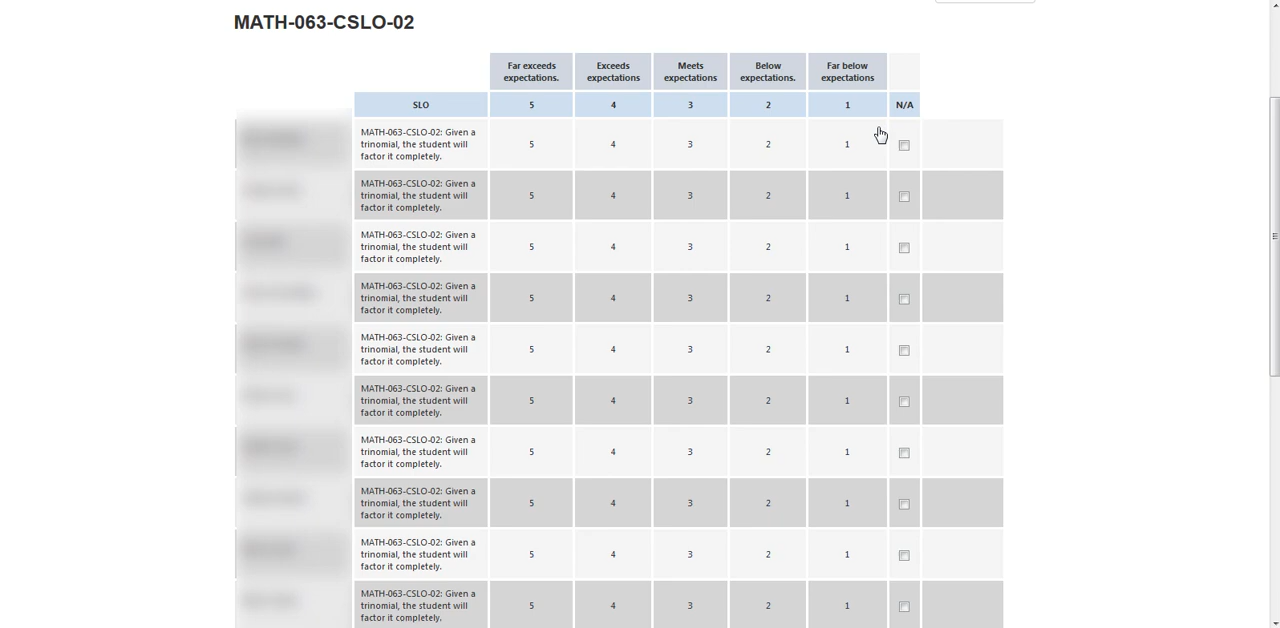 MATH-063-CSLO-02
Far exceeds expectations. Exceeds expectations Meets expectations Below expectations. Far below expectations
SLO 5 4 3 2 1 N/A
MATH-063-CSLO-02: Given a
trinomial, the student will 5 4 3 2 1
factor it completely.
MATH-063-CSLO-02: Given a
trinomial, the student will 5 4 3 2 1
factor it completely.
MATH-063-CSLO-02: Given a
trinomial, the student will 5 4 3 2 1
factor it completely.
MATH-063-CSLO-02: Given a
trinomial, the student will 5 4 3 2 1
factor it completely.
MATH-063-CSLO-02: Given a
trinomial, the student will 5 4 3 2 1
factor it completely.
MATH-063-CSLO-02: Given a
trinomial, the student will 5 4 3 2 1
factor it completely.
MATH-063-CSLO-02: Given a
trinomial, the student will 5 4 3 2 1
factor it completely.
MATH-063-CSLO-02: Given a
trinomial, the student will 5 4 3 2 1
factor it completely.
MATH-063-CSLO-02: Given a
trinomial, the student will 5 4 3 2 1
factor it completely.
MATH-063-CSLO-02: Given a
trinomial, the student will 5 4 3 2 1
factor it completely.